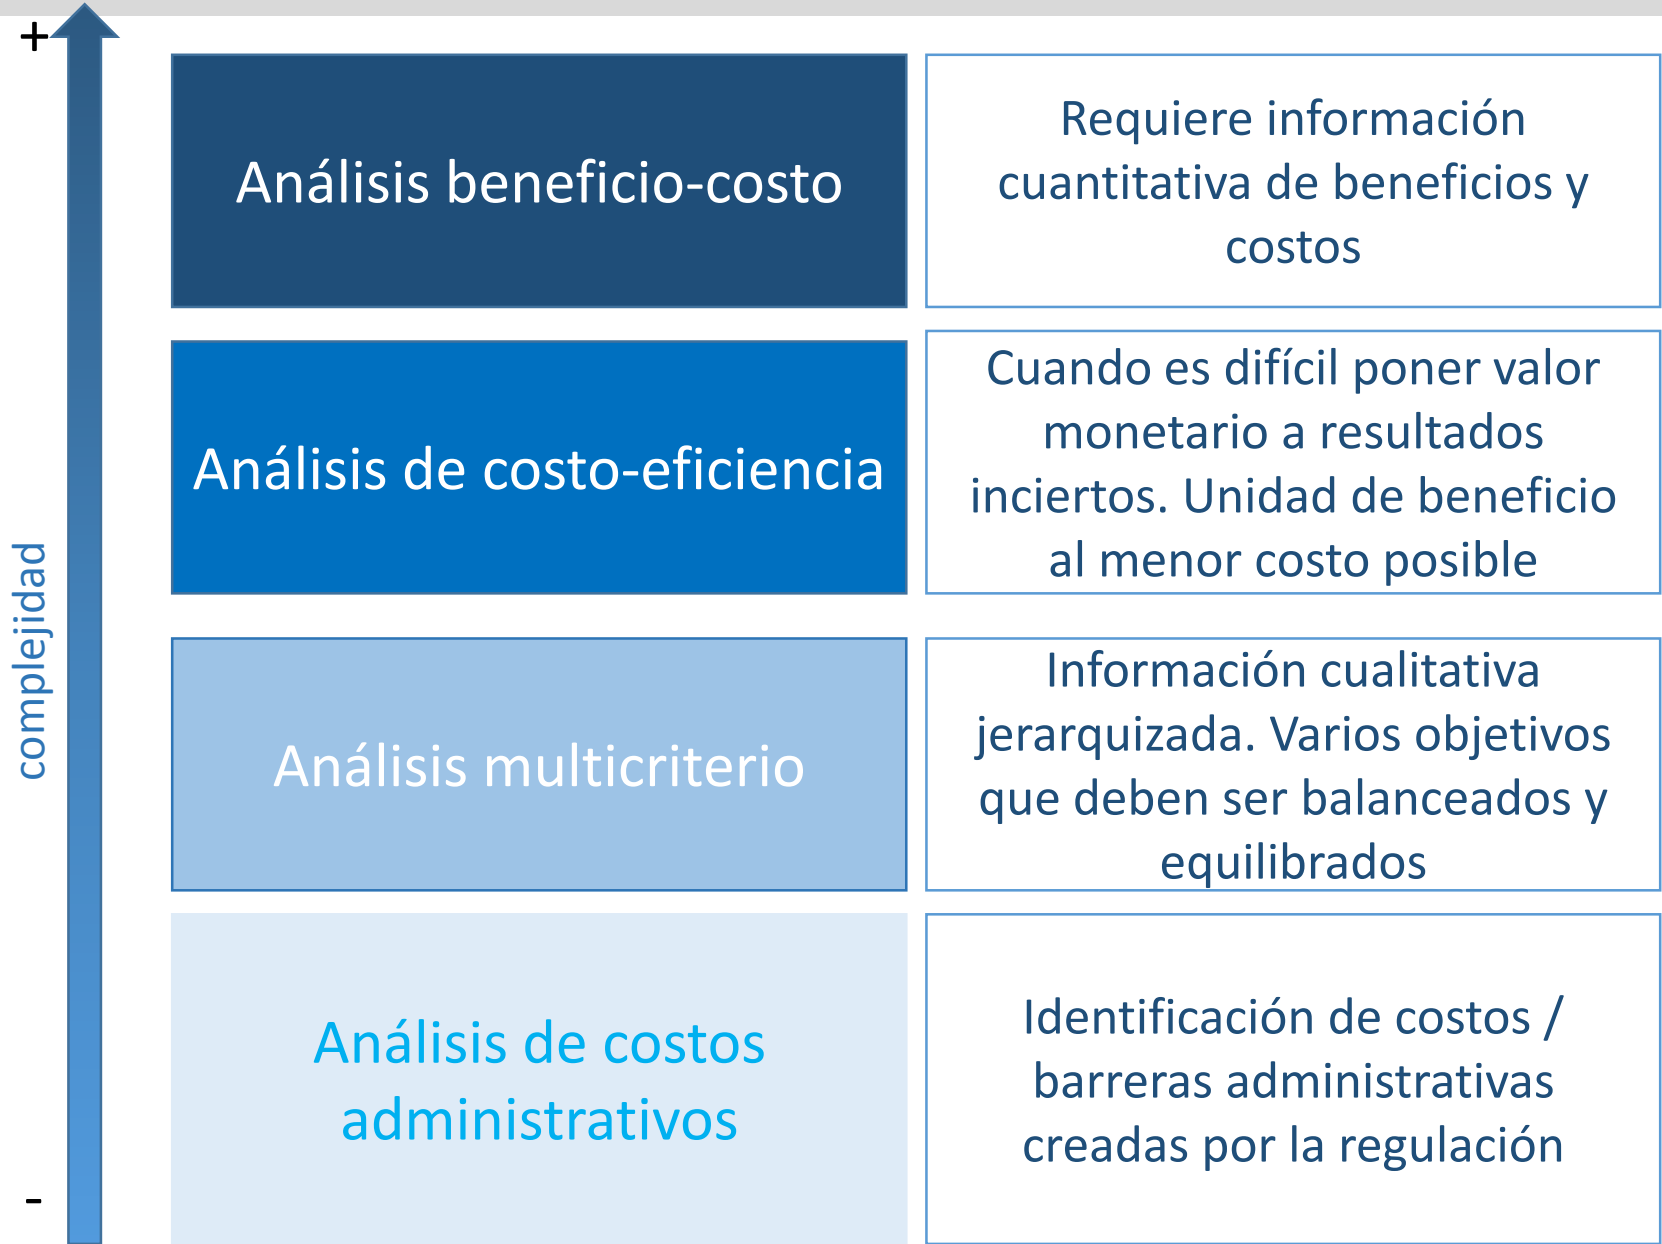 +
Análisis beneficio-costo
Requiere información
cuantitativa de beneficios y
costos
Análisis de costo-eficiencia
Cuando es difícil poner valor
monetario a resultados
inciertos. Unidad de beneficio
al menor costo posible
complejidad
Análisis multicriterio
Información cualitativa
jerarquizada. Varios objetivos
que deben ser balanceados y
equilibrados
Análisis de costos
administrativos
Identificación de costos /
barreras administrativas
creadas por la regulación
-